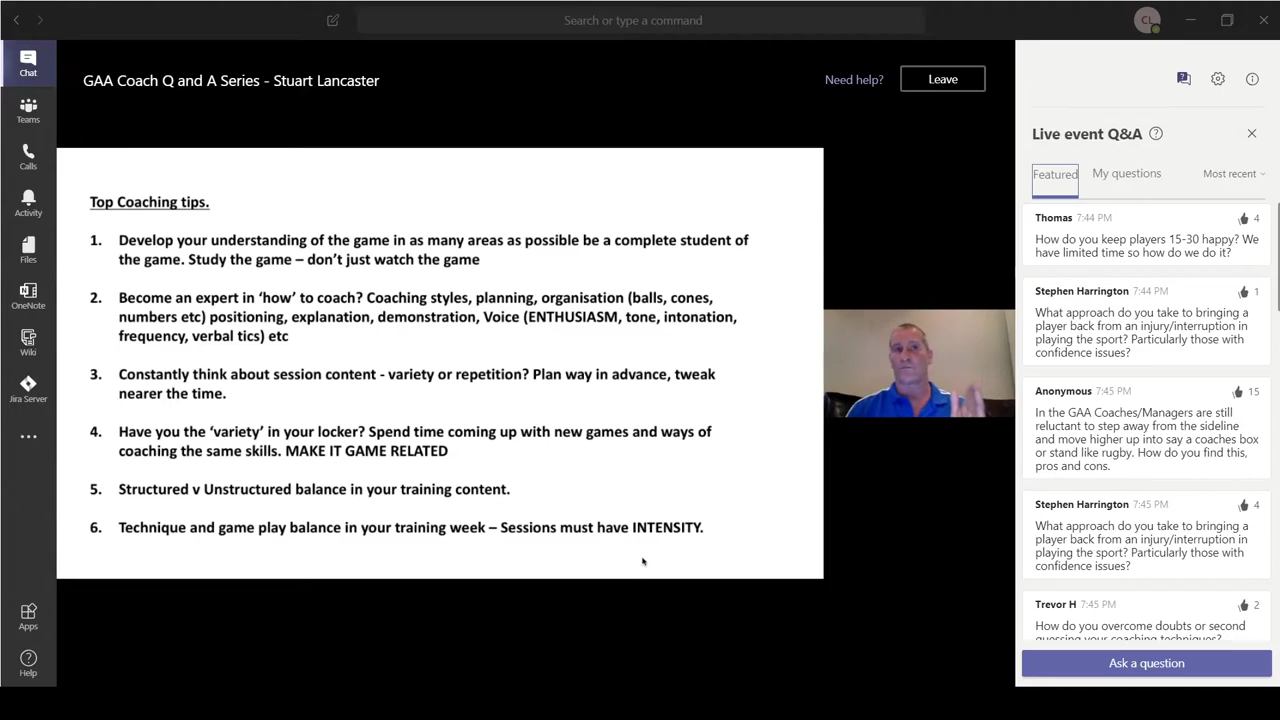 Search or type a command
CL
Chat
Teams
Calls
Activity
Files
OneNote
Wiki
Jira Server
Apps
Help
GAA Coach Q and A Series - Stuart Lancaster
Need help?
Leave
Top Coaching tips.
1. Develop your understanding of the game in as many areas as possible be a complete student of
the game. Study the game – don't just watch the game
2. Become an expert in 'how' to coach? Coaching styles, planning, organisation (balls, cones,
numbers etc) positioning, explanation, demonstration, Voice (ENTHUSIASM, tone, intonation,
frequency, verbal tics) etc
3. Constantly think about session content - variety or repetition? Plan way in advance, tweak
nearer the time.
4. Have you the 'variety' in your locker? Spend time coming up with new games and ways of
coaching the same skills. MAKE IT GAME RELATED
5. Structured v Unstructured balance in your training content.
6. Technique and game play balance in your training week – Sessions must have INTENSITY.
Live event Q&A
Featured
My questions
Most recent
Thomas 7:44 PM 4
How do you keep players 15-30 happy? We
have limited time so how do we do it?
Stephen Harrington 7:44 PM 1
What approach do you take to bringing a
player back from an injury/interruption in
playing the sport? Particularly those with
confidence issues?
Anonymous 7:45 PM 15
In the GAA Coaches/Managers are still
reluctant to step away from the sideline
and move higher up into say a coaches box
or stand like rugby. How do you find this,
pros and cons.
Stephen Harrington 7:45 PM 4
What approach do you take to bringing a
player back from an injury/interruption in
playing the sport? Particularly those with
confidence issues?
Trevor H 7:45 PM 2
How do you overcome doubts or second
guessing your coaching techniques?
Ask a question